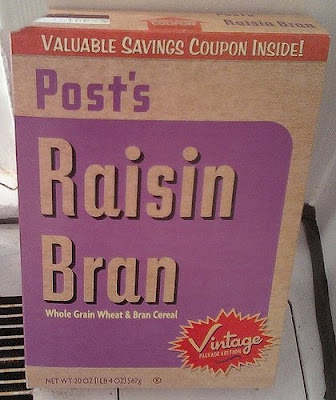 Post's
Raisin Bran
VALUABLE SAVINGS COUPON INSIDE!
Post's
Raisin
Bran
Whole Grain Wheat & Bran Cereal
Vintage
PACKAGE EDITION
NET WT 20 OZ (1 LB 4 OZ) 567g